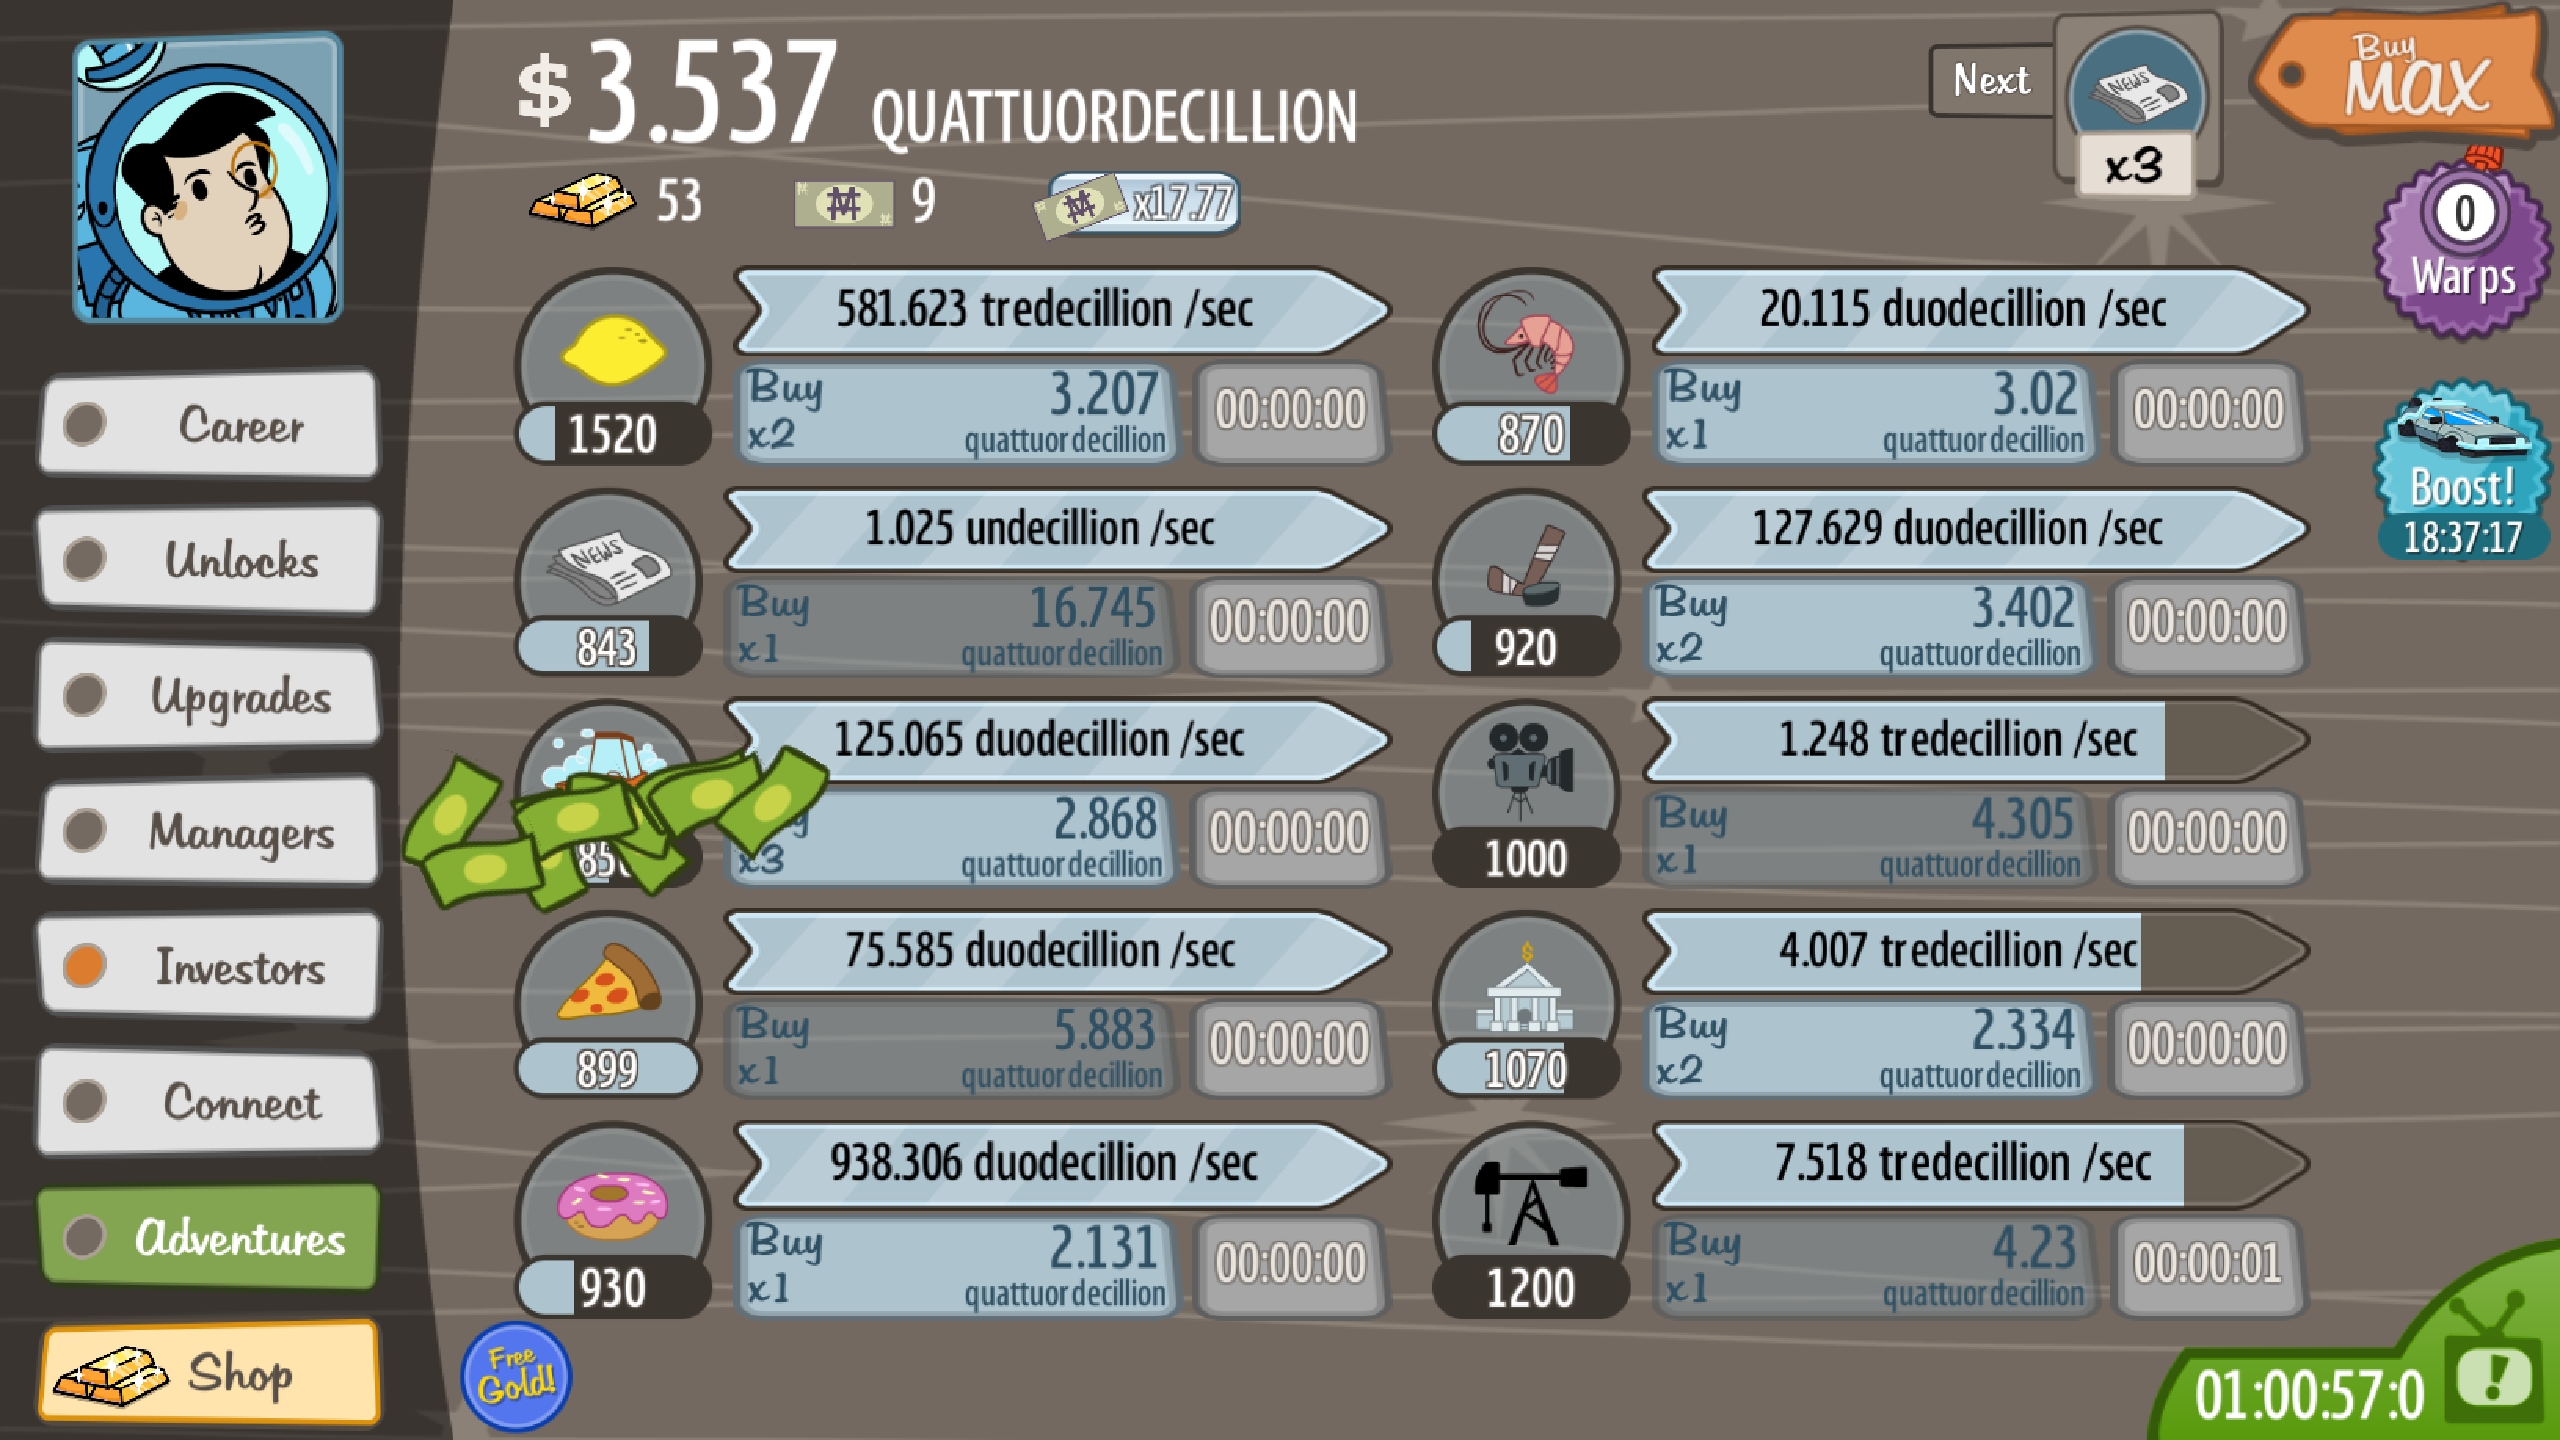 $3.537 QUATTUORDECILLION
Next
NEWS
x3
Buy
MAX
53
9
x17.77
0
Warps
Boost!
18:37:17
Career
Unlocks
Upgrades
Managers
Investors
Connect
Adventures
Shop
581.623 tredecillion /sec
1520
Buy
x2
3.207
quattuordecillion
00:00:00
20.115 duodecillion /sec
870
Buy
x1
3.02
quattuordecillion
00:00:00
NEWS
1.025 undecillion /sec
843
Buy
x1
16.745
quattuordecillion
00:00:00
127.629 duodecillion /sec
920
Buy
x2
3.402
quattuordecillion
00:00:00
125.065 duodecillion /sec
x3
2.868
quattuordecillion
00:00:00
1.248 tredecillion /sec
1000
Buy
x1
4.305
quattuordecillion
00:00:00
75.585 duodecillion /sec
899
Buy
x1
5.883
quattuordecillion
00:00:00
4.007 tredecillion /sec
1070
Buy
x2
2.334
quattuordecillion
00:00:00
938.306 duodecillion /sec
930
Buy
x1
2.131
quattuordecillion
00:00:00
7.518 tredecillion /sec
1200
Buy
x1
4.23
quattuordecillion
00:00:01
Free
Gold!
01:00:57:0
!